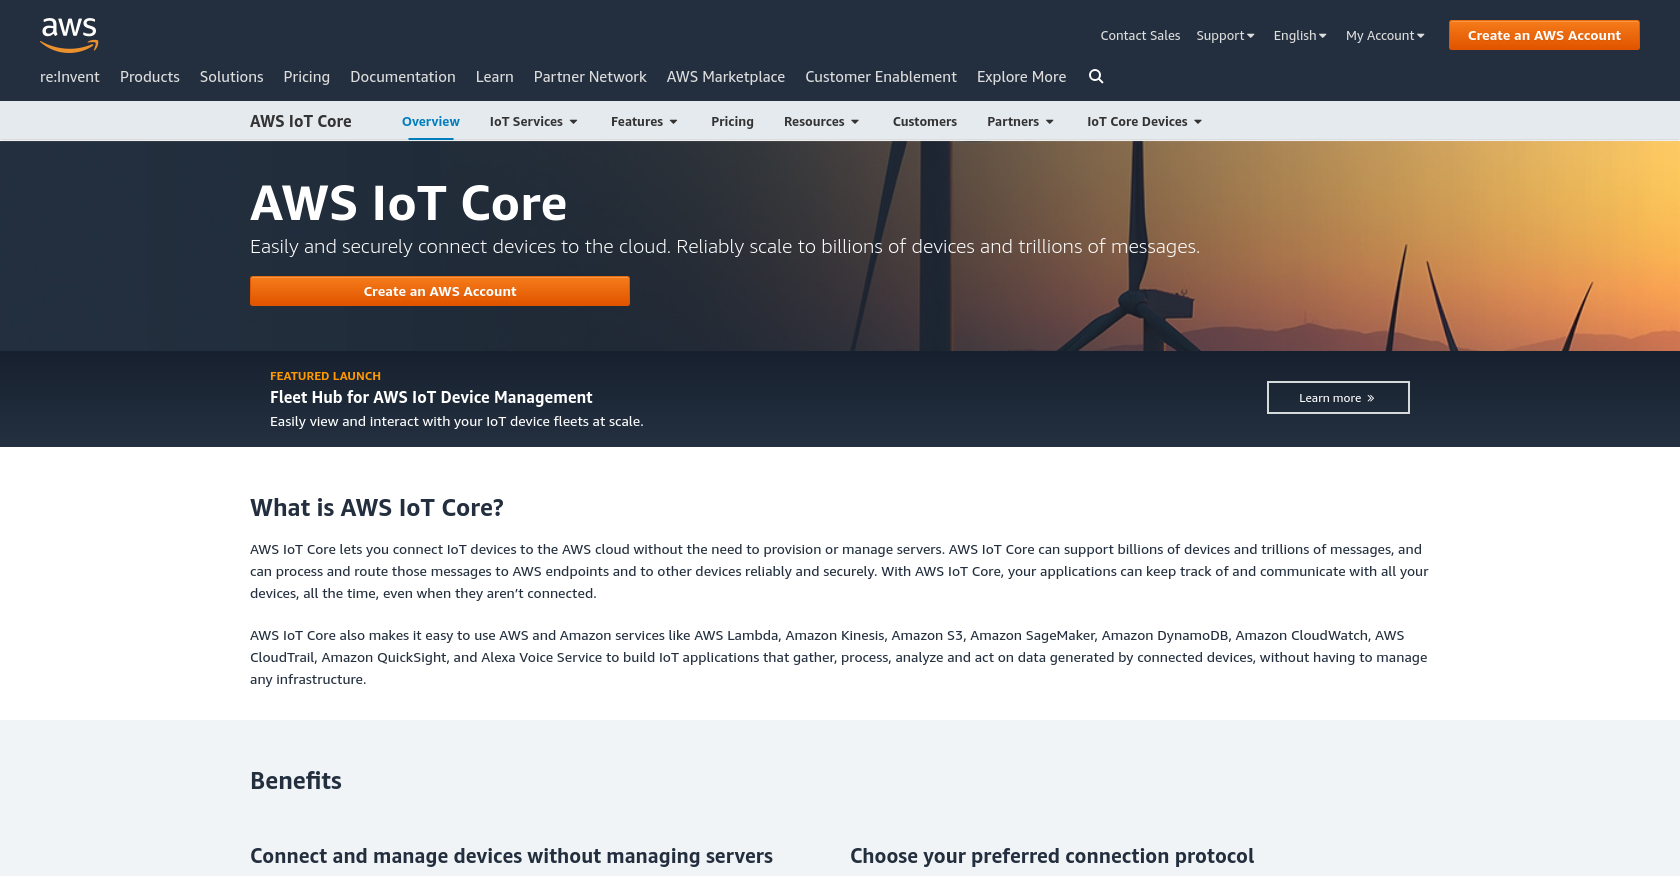 aws
Contact Sales Support English My Account Create an AWS Account
re:Invent Products Solutions Pricing Documentation Learn Partner Network AWS Marketplace Customer Enablement Explore More
AWS IoT Core Overview IoT Services Features Pricing Resources Customers Partners IoT Core Devices
AWS IoT Core
Easily and securely connect devices to the cloud. Reliably scale to billions of devices and trillions of messages.
Create an AWS Account
FEATURED LAUNCH
Fleet Hub for AWS IoT Device Management
Easily view and interact with your IoT device fleets at scale.
Learn more »
What is AWS IoT Core?
AWS IoT Core lets you connect IoT devices to the AWS cloud without the need to provision or manage servers. AWS IoT Core can support billions of devices and trillions of messages, and
can process and route those messages to AWS endpoints and to other devices reliably and securely. With AWS IoT Core, your applications can keep track of and communicate with all your
devices, all the time, even when they aren’t connected.
AWS IoT Core also makes it easy to use AWS and Amazon services like AWS Lambda, Amazon Kinesis, Amazon S3, Amazon SageMaker, Amazon DynamoDB, Amazon CloudWatch, AWS
CloudTrail, Amazon QuickSight, and Alexa Voice Service to build IoT applications that gather, process, analyze and act on data generated by connected devices, without having to manage
any infrastructure.
Benefits
Connect and manage devices without managing servers
Choose your preferred connection protocol